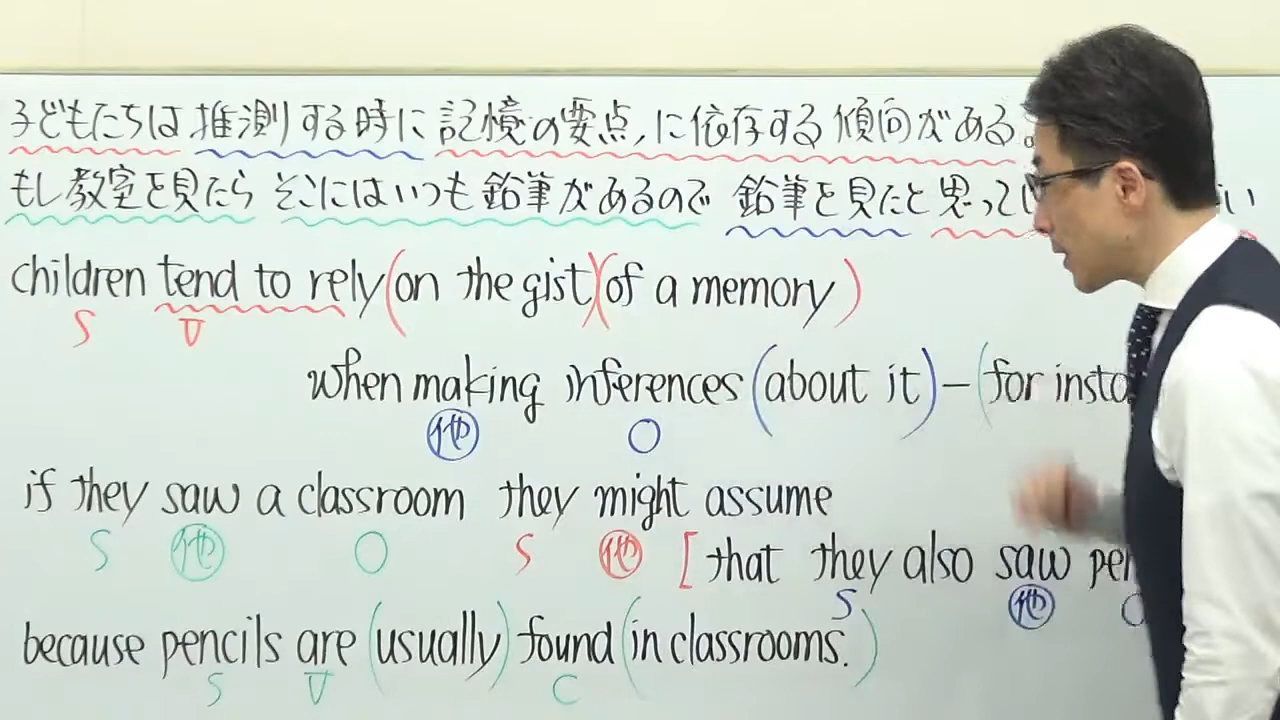 子どもたちは 推測する時に 記憶の要点に依存する傾向がある。
もし教室を見たら そこにはいつも鉛筆があるので 鉛筆を見たと思って い
children tend to rely (on the gist)(of a memory)
S V
when making inferences (about it) – (for insta
他 O
if they saw a classroom they might assume
S 他 O S 他
[that they also saw pen
S 他 O
because pencils are (usually) found (in classrooms.)
S V C